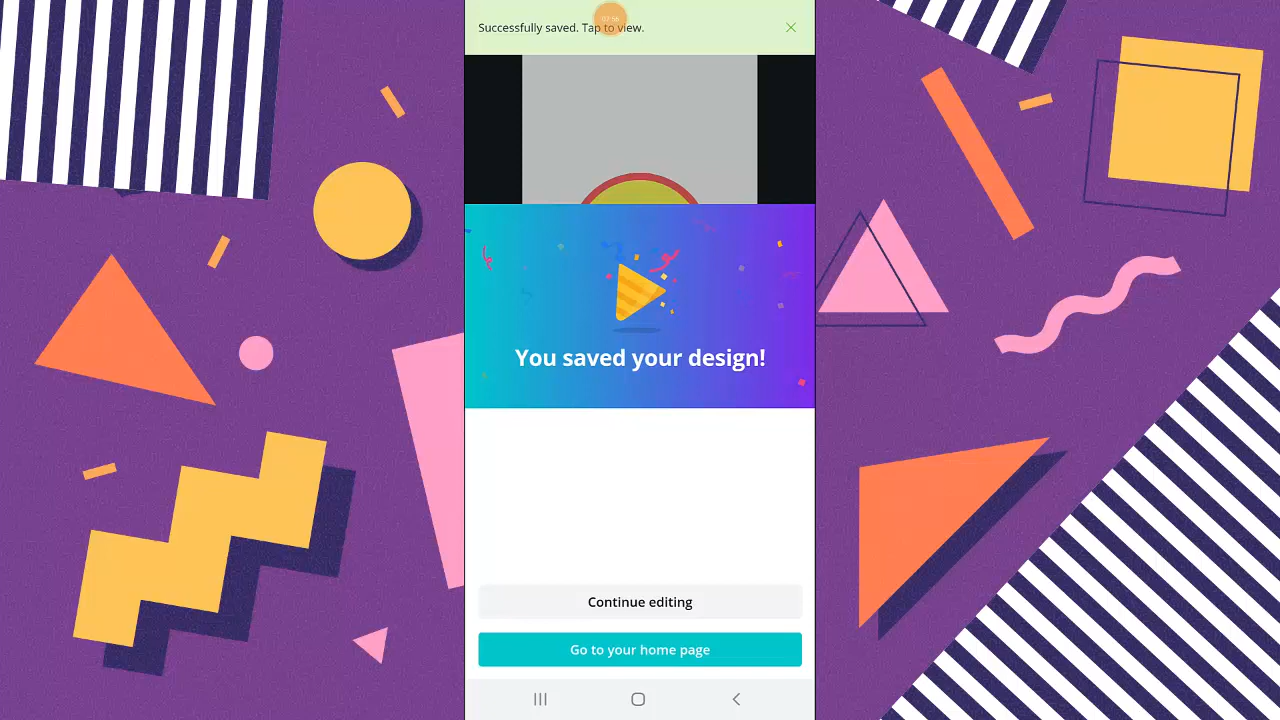 Successfully saved. Tap to view.
You saved your design!
Continue editing
Go to your home page